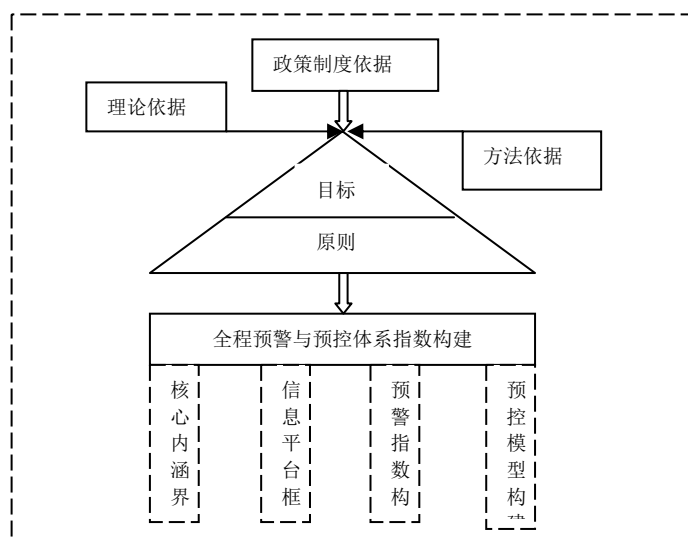 政策制度依据
理论依据
方法依据
目标
原则
全程预警与预控体系指数构建
核心内涵界
信息平台框
预警指数构
预控模型构